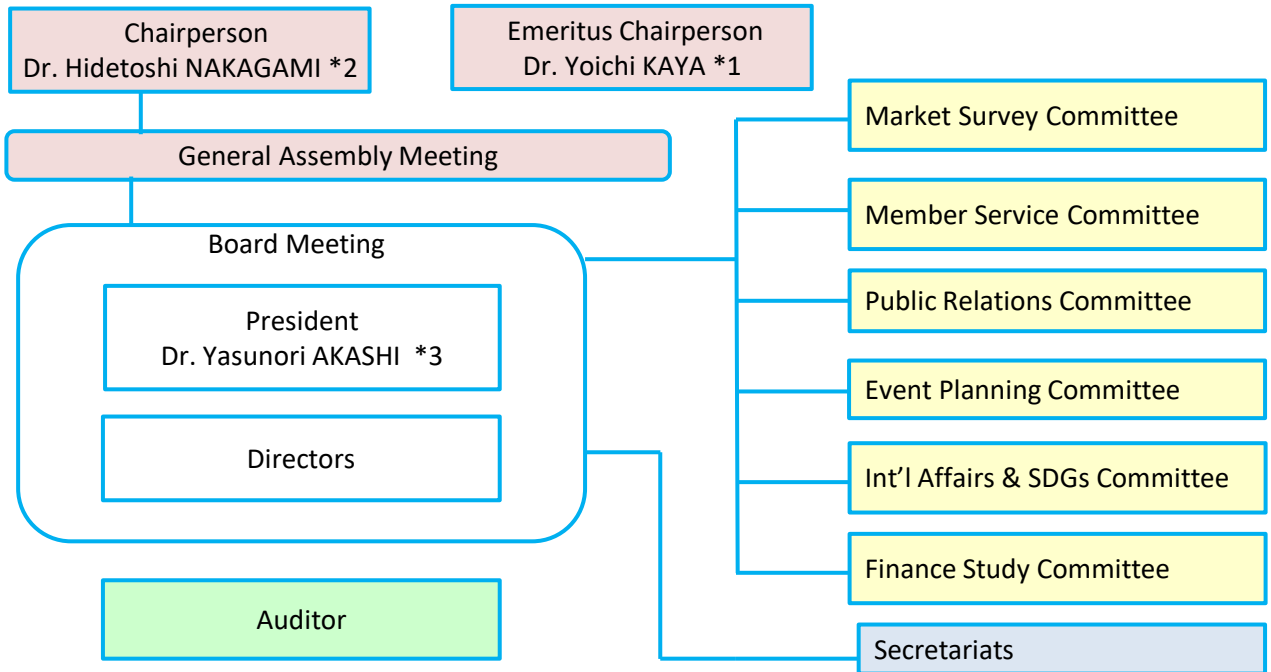 Chairperson
Dr. Hidetoshi NAKAGAMI *2
Emeritus Chairperson
Dr. Yoichi KAYA *1
General Assembly Meeting
Board Meeting
President
Dr. Yasunori AKASHI *3
Directors
Auditor
Market Survey Committee
Member Service Committee
Public Relations Committee
Event Planning Committee
Int’l Affairs & SDGs Committee
Finance Study Committee
Secretariats